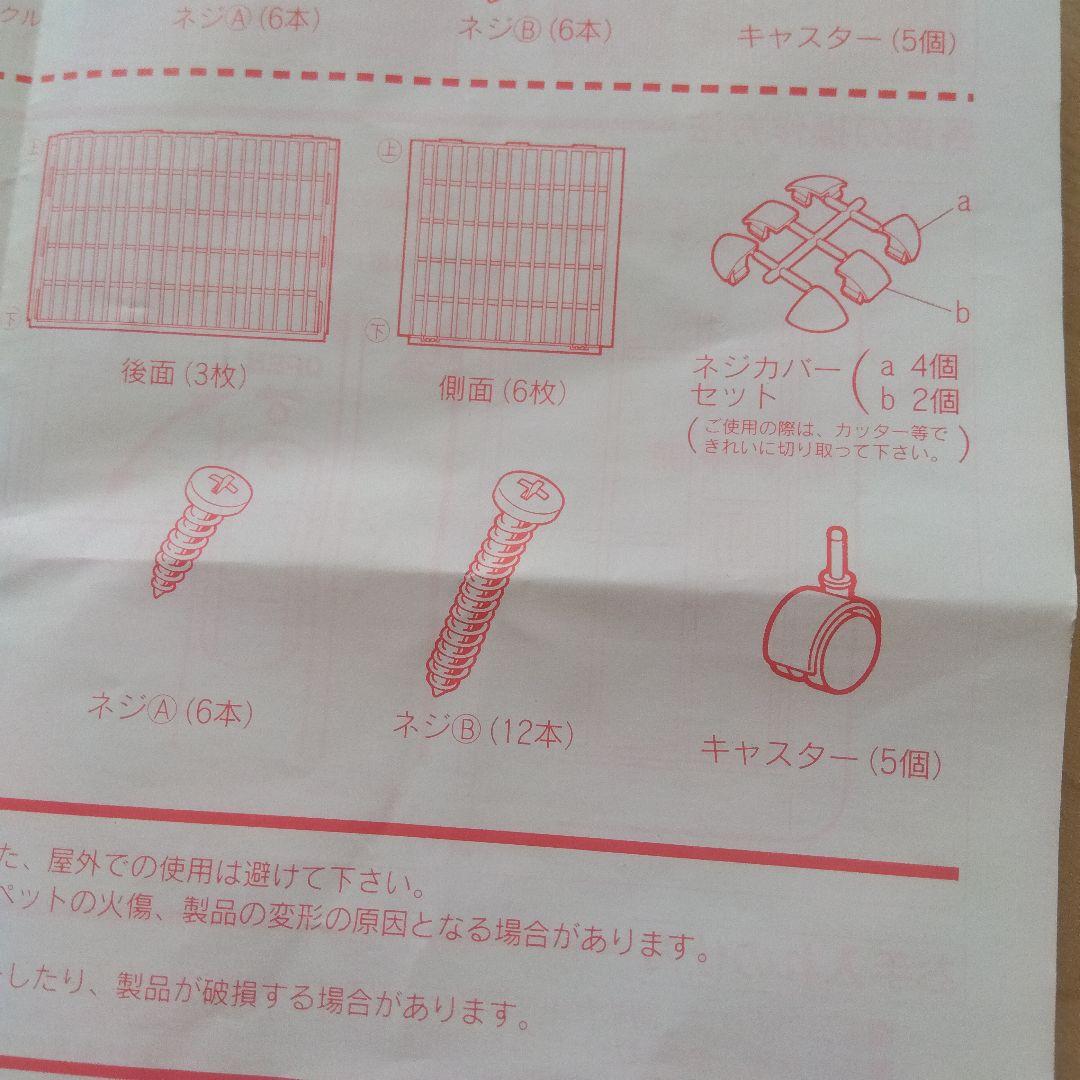 クル
ネジⒶ(6本)
ネジⒷ(6本)
キャスター(5個)
上
下
後面(3枚)
上
下
側面(6枚)
a
b
ネジカバー
セット
a 4個
b 2個
(ご使用の際は、カッター等で
きれいに切り取って下さい。)
ネジⒶ(6本)
ネジⒷ(12本)
キャスター(5個)
た、屋外での使用は避けて下さい。
ペットの火傷、製品の変形の原因となる場合があります。
したり、製品が破損する場合があります。